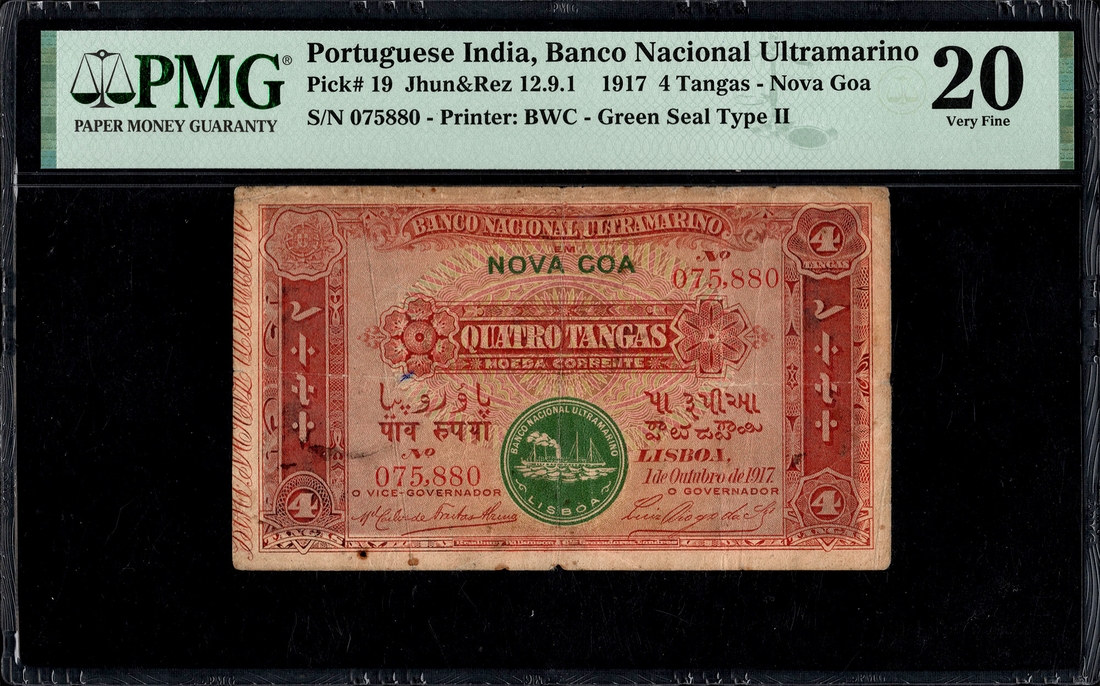 PMG®
PAPER MONEY GUARANTY
Portuguese India, Banco Nacional Ultramarino
Pick# 19 Jhun&Rez 12.9.1 1917 4 Tangas - Nova Goa
S/N 075880 - Printer: BWC - Green Seal Type II
20
Very Fine
BANCO NACIONAL ULTRAMARINO
EM
NOVA GOA
Nº
075,880
4
TANGAS
QUATRO TANGAS
MOEDA CORRENTE
پاو روپیا
પા રૂપીઆ
पाव रुपया
LISBOA,
Nº
075,880
1 de Outubro de 1917.
O VICE-GOVERNADOR
O GOVERNADOR
BANCO NACIONAL ULTRAMARINO
LISBOA
4
4